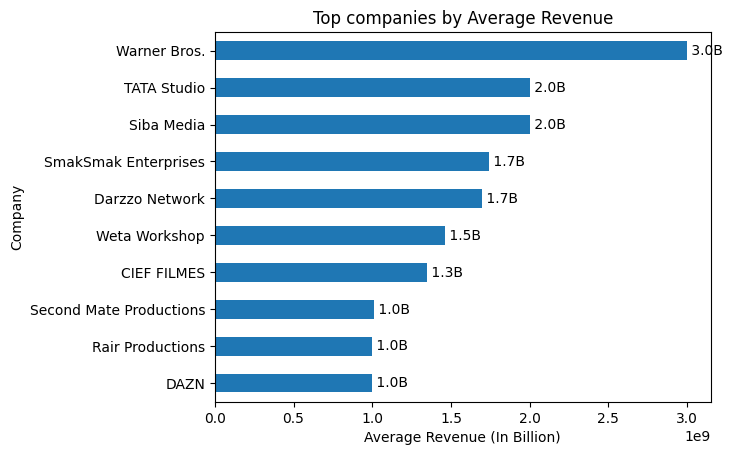 Top companies by Average Revenue
Company
Warner Bros. 3.0B
TATA Studio 2.0B
Siba Media 2.0B
SmakSmak Enterprises 1.7B
Darzzo Network 1.7B
Weta Workshop 1.5B
CIEF FILMES 1.3B
Second Mate Productions 1.0B
Rair Productions 1.0B
DAZN 1.0B
0.0 0.5 1.0 1.5 2.0 2.5 3.0
1e9
Average Revenue (In Billion)